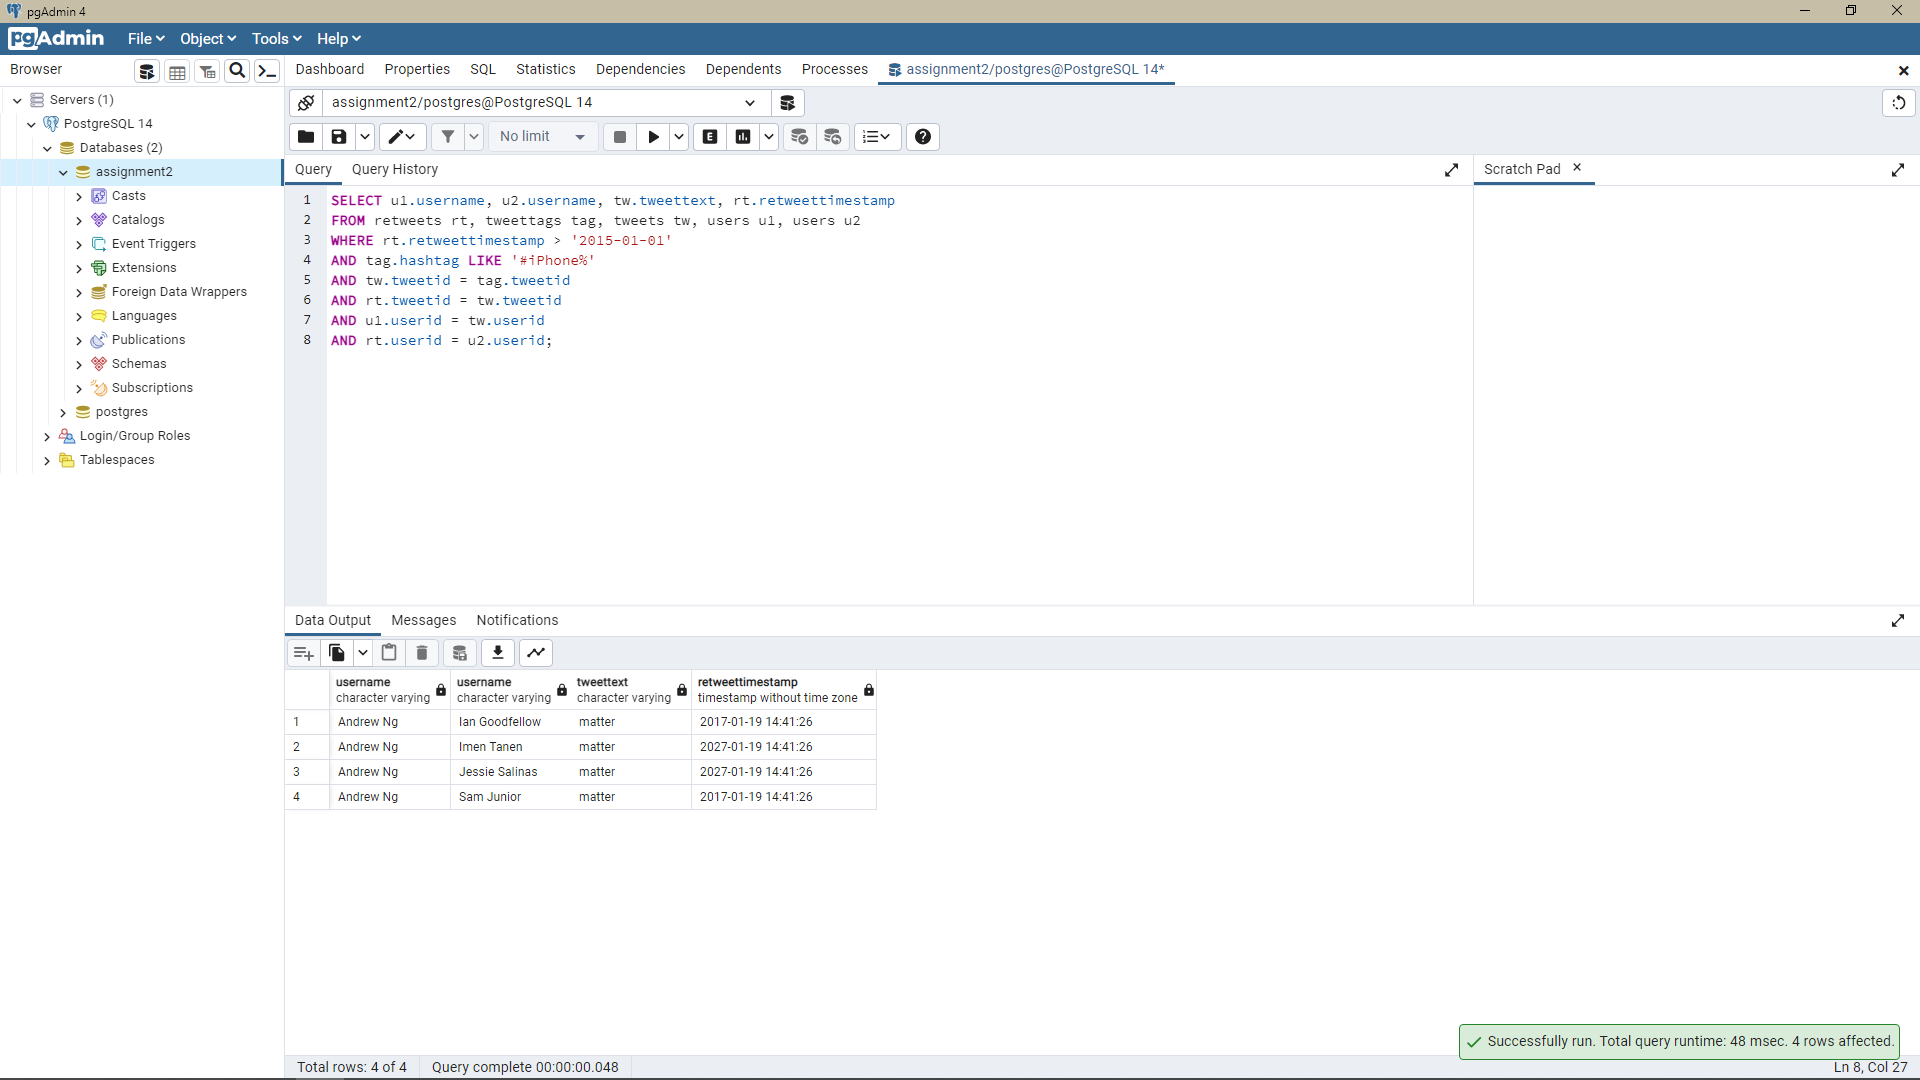 pgAdmin 4
pgAdmin File Object Tools Help
Browser
Dashboard Properties SQL Statistics Dependencies Dependents Processes assignment2/postgres@PostgreSQL 14*
Servers (1)
PostgreSQL 14
Databases (2)
assignment2
Casts
Catalogs
Event Triggers
Extensions
Foreign Data Wrappers
Languages
Publications
Schemas
Subscriptions
postgres
Login/Group Roles
Tablespaces
assignment2/postgres@PostgreSQL 14
No limit
E
Query Query History
Scratch Pad
1 SELECT u1.username, u2.username, tw.tweettext, rt.retweettimestamp
2 FROM retweets rt, tweettags tag, tweets tw, users u1, users u2
3 WHERE rt.retweettimestamp > '2015-01-01'
4 AND tag.hashtag LIKE '#iPhone%'
5 AND tw.tweetid = tag.tweetid
6 AND rt.tweetid = tw.tweetid
7 AND u1.userid = tw.userid
8 AND rt.userid = u2.userid;
Data Output Messages Notifications
username username tweettext retweettimestamp
character varying character varying character varying timestamp without time zone
1 Andrew Ng Ian Goodfellow matter 2017-01-19 14:41:26
2 Andrew Ng Imen Tanen matter 2027-01-19 14:41:26
3 Andrew Ng Jessie Salinas matter 2027-01-19 14:41:26
4 Andrew Ng Sam Junior matter 2017-01-19 14:41:26
Successfully run. Total query runtime: 48 msec. 4 rows affected.
Total rows: 4 of 4 Query complete 00:00:00.048
Ln 8, Col 27